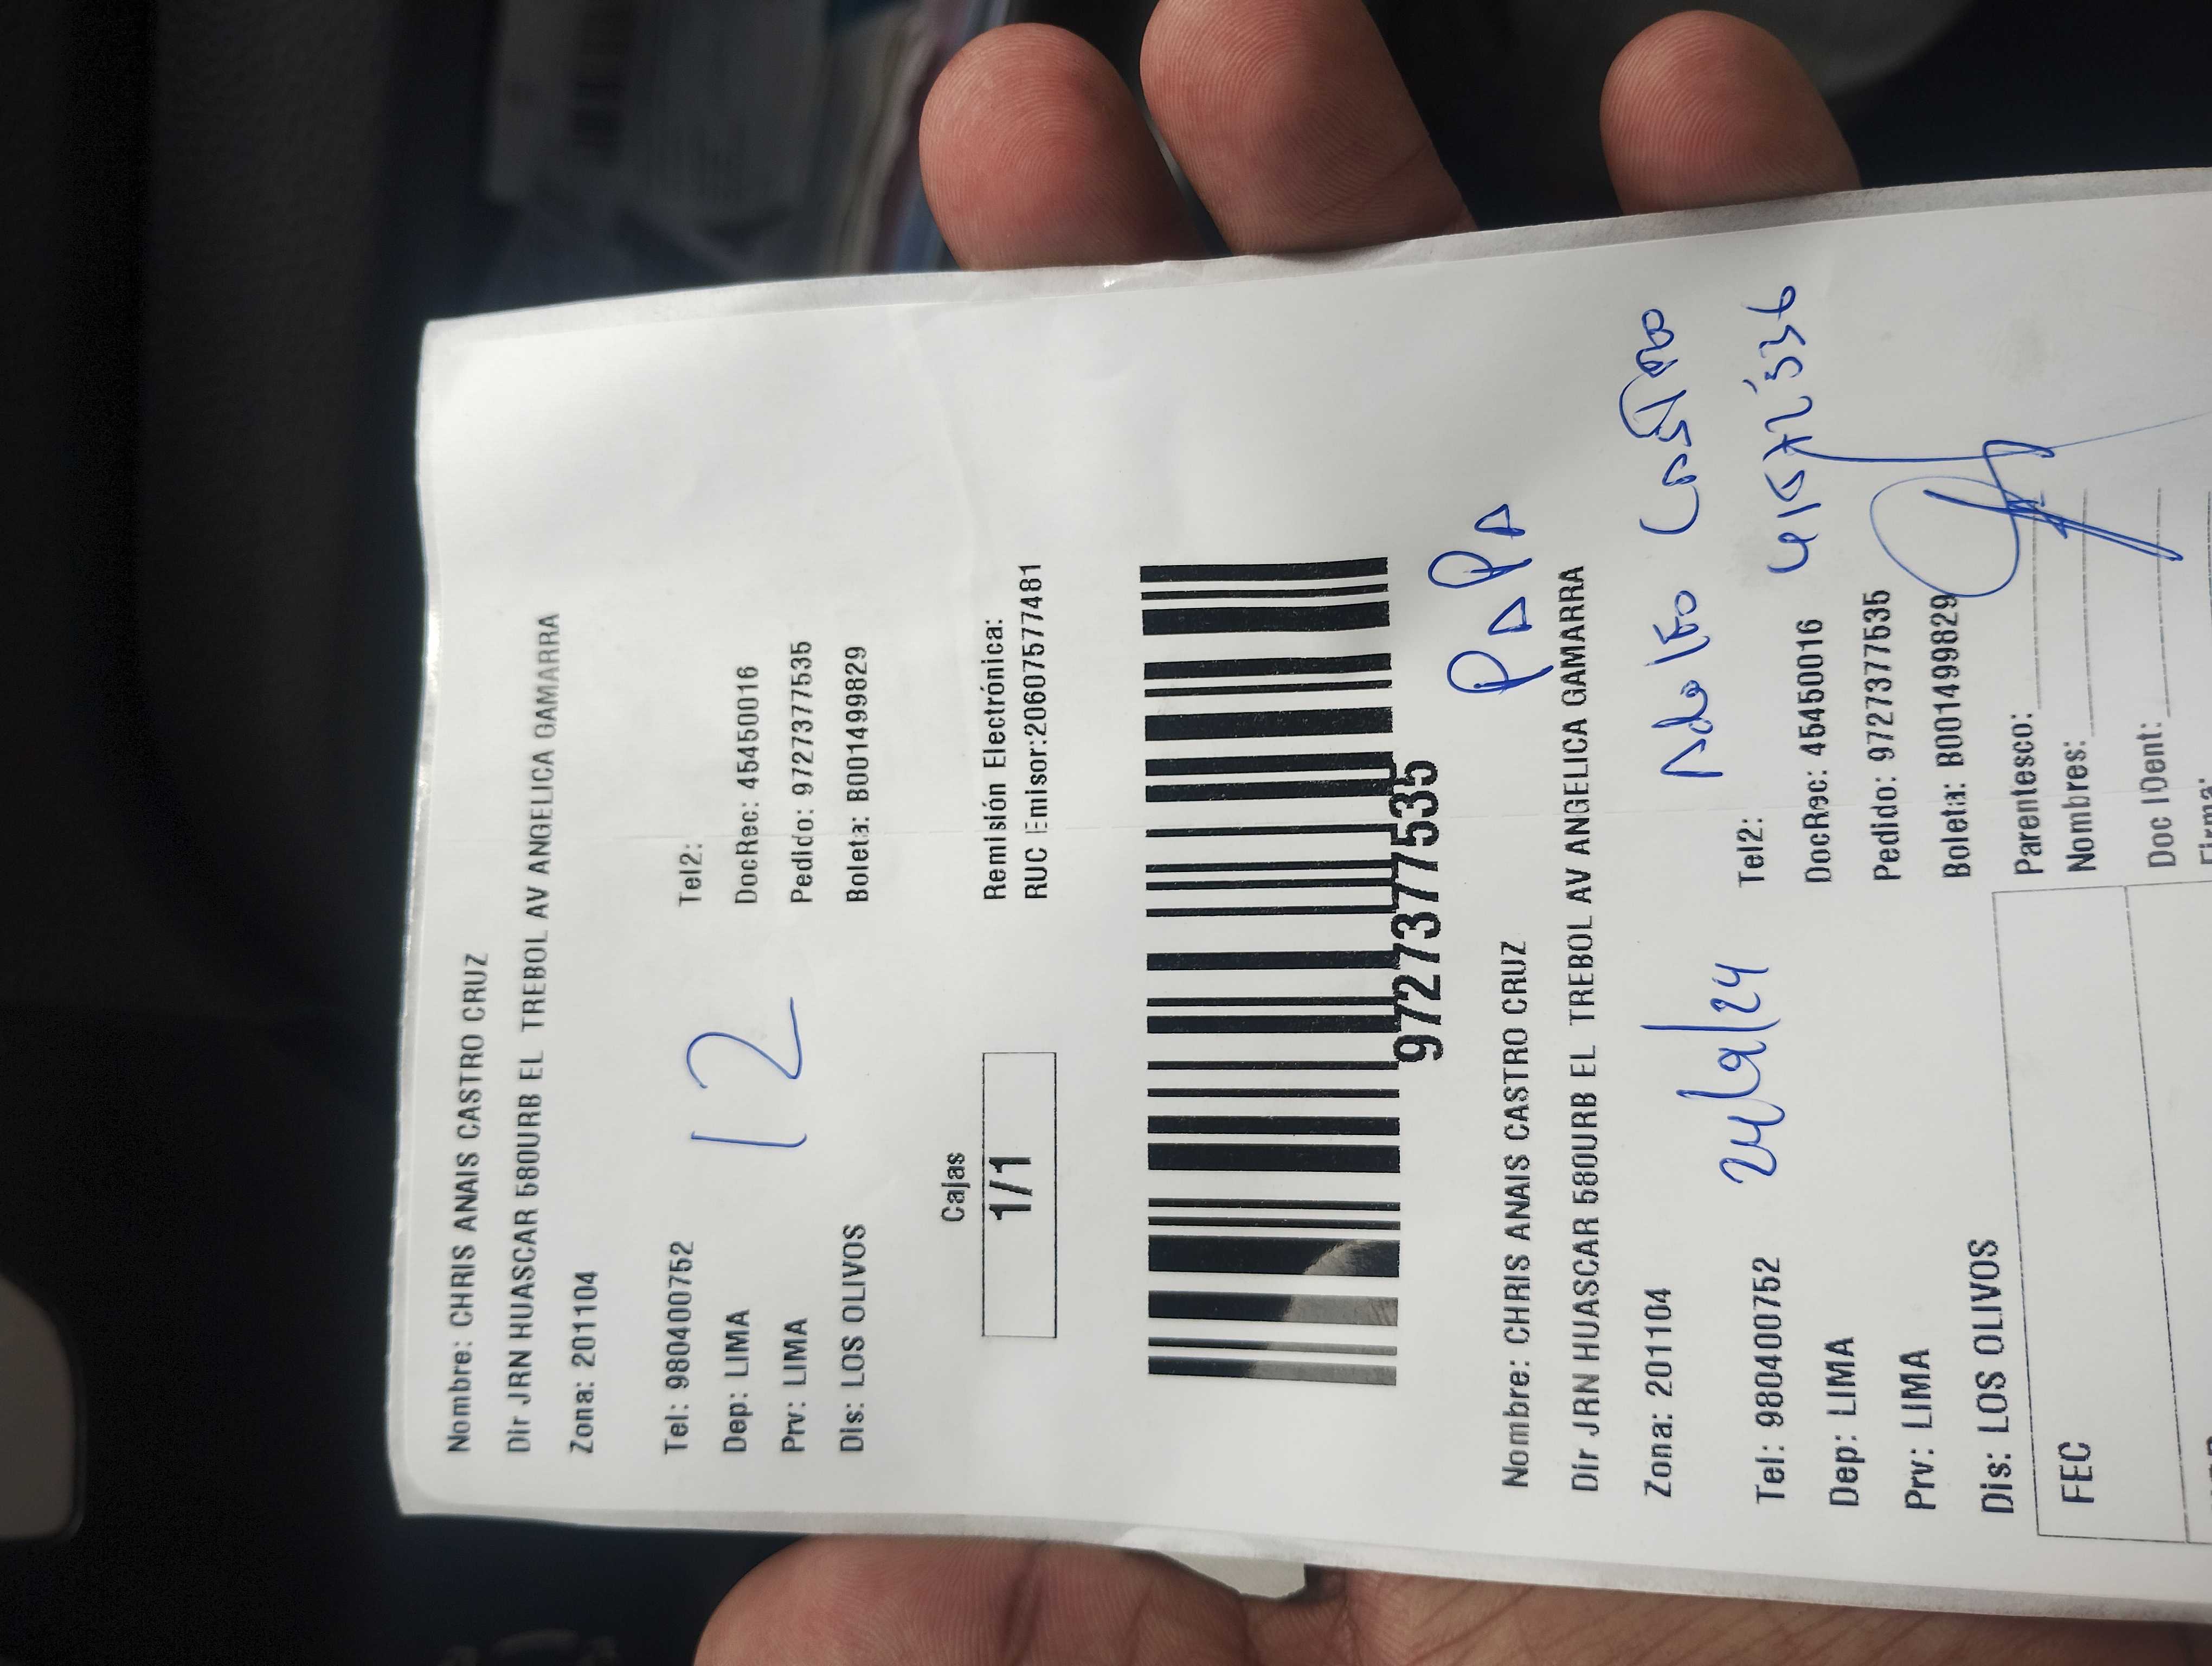 Nombre: CHRIS ANAIS CASTRO CRUZ
Dir JRN HUASCAR 580URB EL TREBOL AV ANGELICA GAMARRA
Zona: 201104
Tel: 980400752 Tel2:
Dep: LIMA 12 DocRec: 45450016
Prv: LIMA Pedido: 97273777535
Dis: LOS OLIVOS Boleta: B001499829
Cajas
1/1
Remisión Electrónica:
RUC Emisor:20607577481
97273777535
PAPA
Nombre: CHRIS ANAIS CASTRO CRUZ
Dir JRN HUASCAR 580URB EL TREBOL AV ANGELICA GAMARRA
Zona: 201104 Adolfo Castro
24/9/24
Tel: 980400752 Tel2:
Dep: LIMA DocRec: 45450016
Prv: LIMA Pedido: 97273777535
Dis: LOS OLIVOS Boleta: B001499829
Parentesco:
FEC Nombres:
Doc IDent:
Firma: